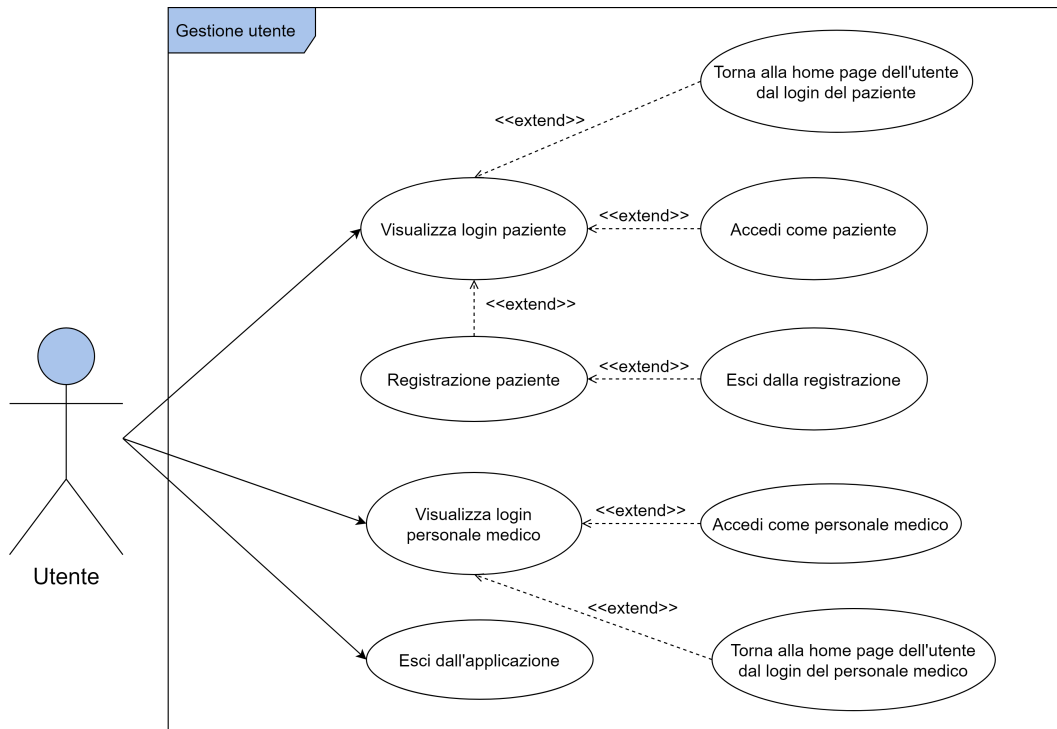 Gestione utente
Torna alla home page dell'utente
dal login del paziente
<<extend>>
Visualizza login paziente
<<extend>>
Accedi come paziente
<<extend>>
Registrazione paziente
<<extend>>
Esci dalla registrazione
Visualizza login
personale medico
<<extend>>
Accedi come personale medico
Utente
<<extend>>
Esci dall'applicazione
Torna alla home page dell'utente
dal login del personale medico